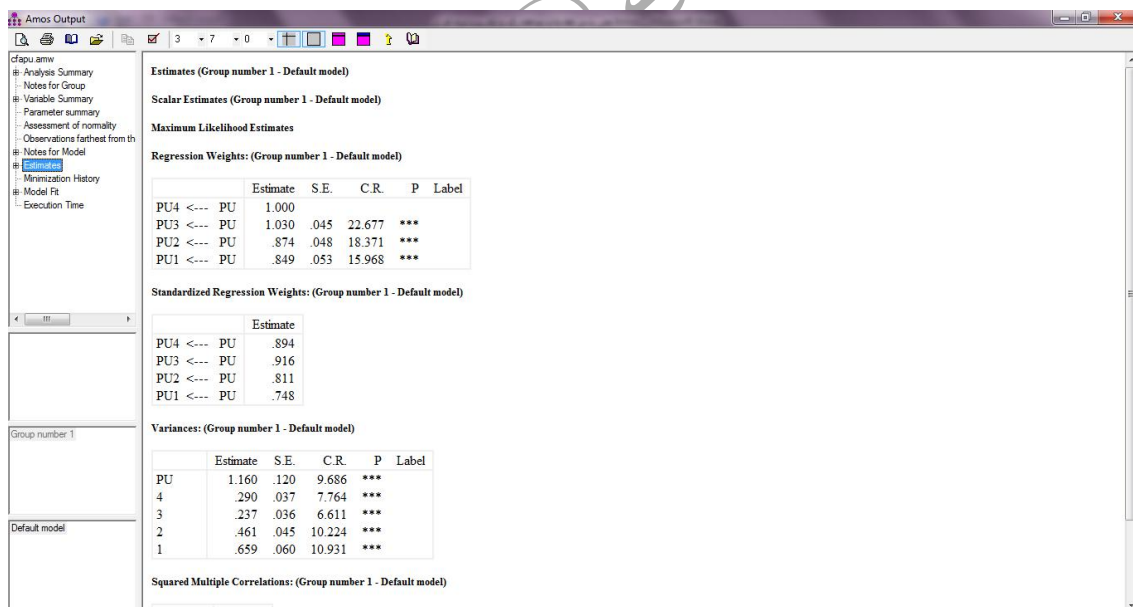 Amos Output
3 7 0
cfapu.amw
Analysis Summary
Notes for Group
Variable Summary
Parameter summary
Assessment of normality
Observations farthest from th
Notes for Model
Estimates
Minimization History
Model Fit
Execution Time
Group number 1
Default model
Estimates (Group number 1 - Default model)
Scalar Estimates (Group number 1 - Default model)
Maximum Likelihood Estimates
Regression Weights: (Group number 1 - Default model)
Estimate S.E. C.R. P Label
PU4 <--- PU 1.000
PU3 <--- PU 1.030 .045 22.677 ***
PU2 <--- PU .874 .048 18.371 ***
PU1 <--- PU .849 .053 15.968 ***
Standardized Regression Weights: (Group number 1 - Default model)
Estimate
PU4 <--- PU .894
PU3 <--- PU .916
PU2 <--- PU .811
PU1 <--- PU .748
Variances: (Group number 1 - Default model)
Estimate S.E. C.R. P Label
PU 1.160 .120 9.686 ***
4 .290 .037 7.764 ***
3 .237 .036 6.611 ***
2 .461 .045 10.224 ***
1 .659 .060 10.931 ***
Squared Multiple Correlations: (Group number 1 - Default model)